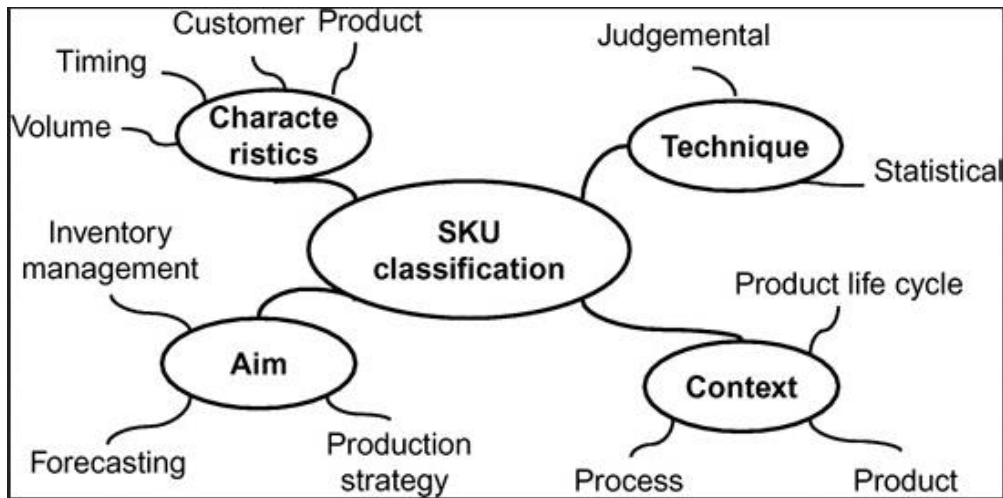 Customer
Product
Timing
Volume
Characte
ristics
Judgemental
Technique
Statistical
SKU
classification
Inventory
management
Aim
Forecasting
Production
strategy
Product life cycle
Context
Process
Product